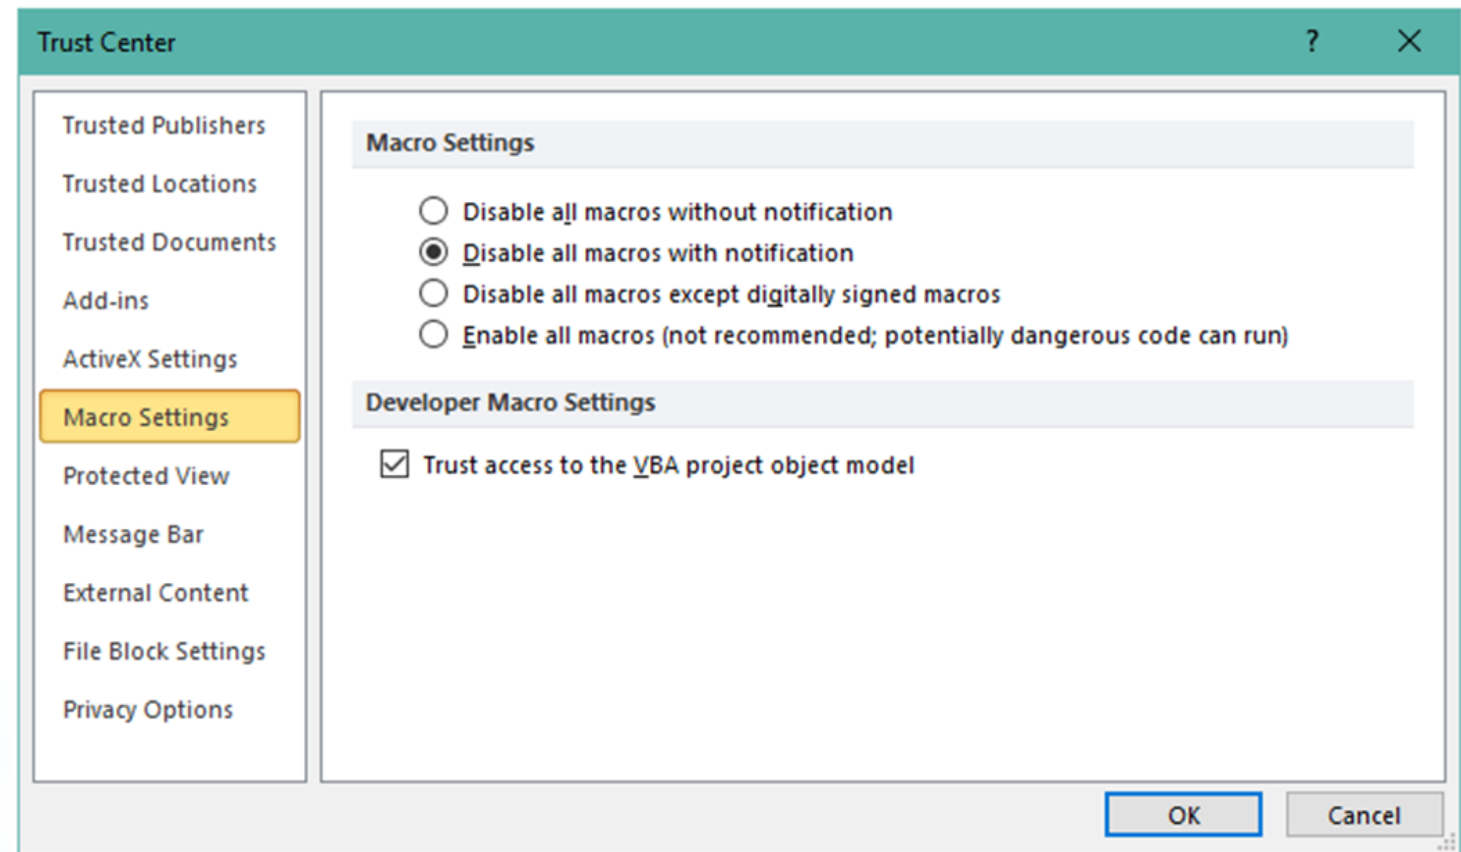 Trust Center
?
Trusted Publishers
Trusted Locations
Trusted Documents
Add-ins
ActiveX Settings
Macro Settings
Protected View
Message Bar
External Content
File Block Settings
Privacy Options
Macro Settings
Disable all macros without notification
Disable all macros with notification
Disable all macros except digitally signed macros
Enable all macros (not recommended; potentially dangerous code can run)
Developer Macro Settings
Trust access to the VBA project object model
OK
Cancel